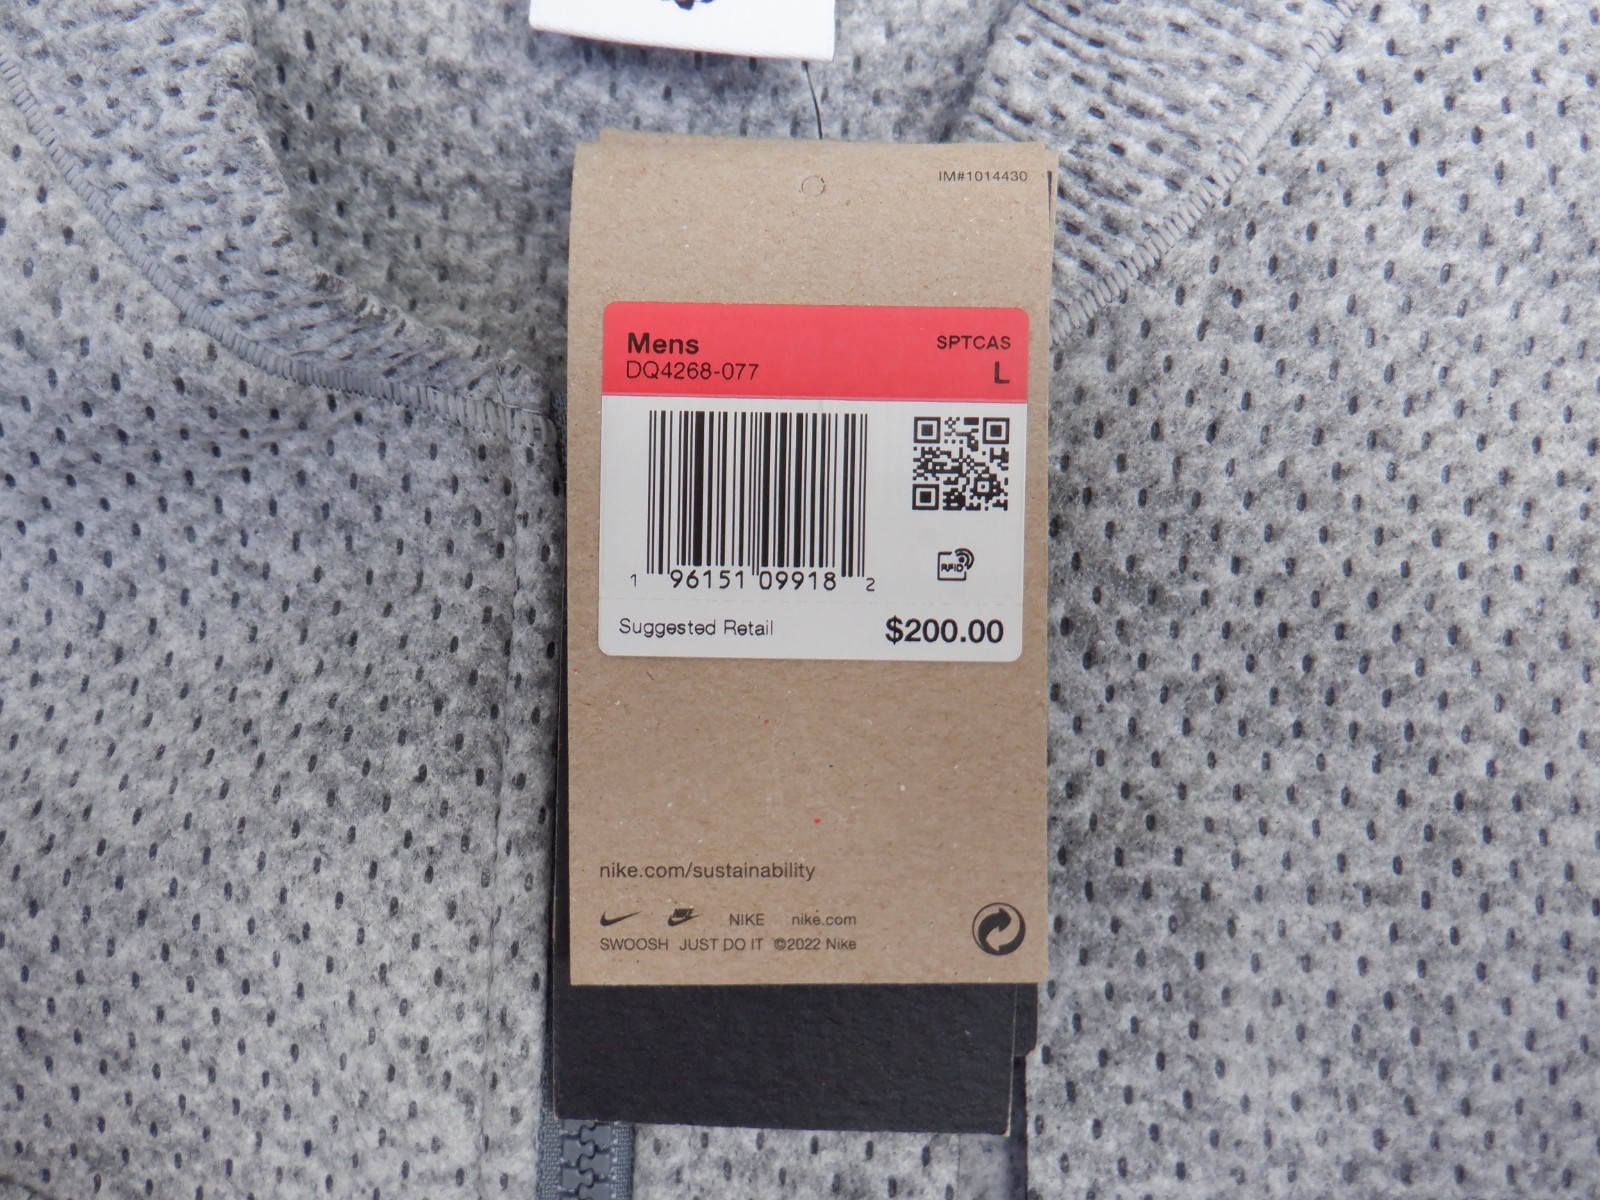 IM#1014430
Mens SPTCAS
DQ4268-077 L
1 96151 09918 2
RFID
Suggested Retail $200.00
nike.com/sustainability
NIKE nike.com
SWOOSH JUST DO IT ©2022 Nike